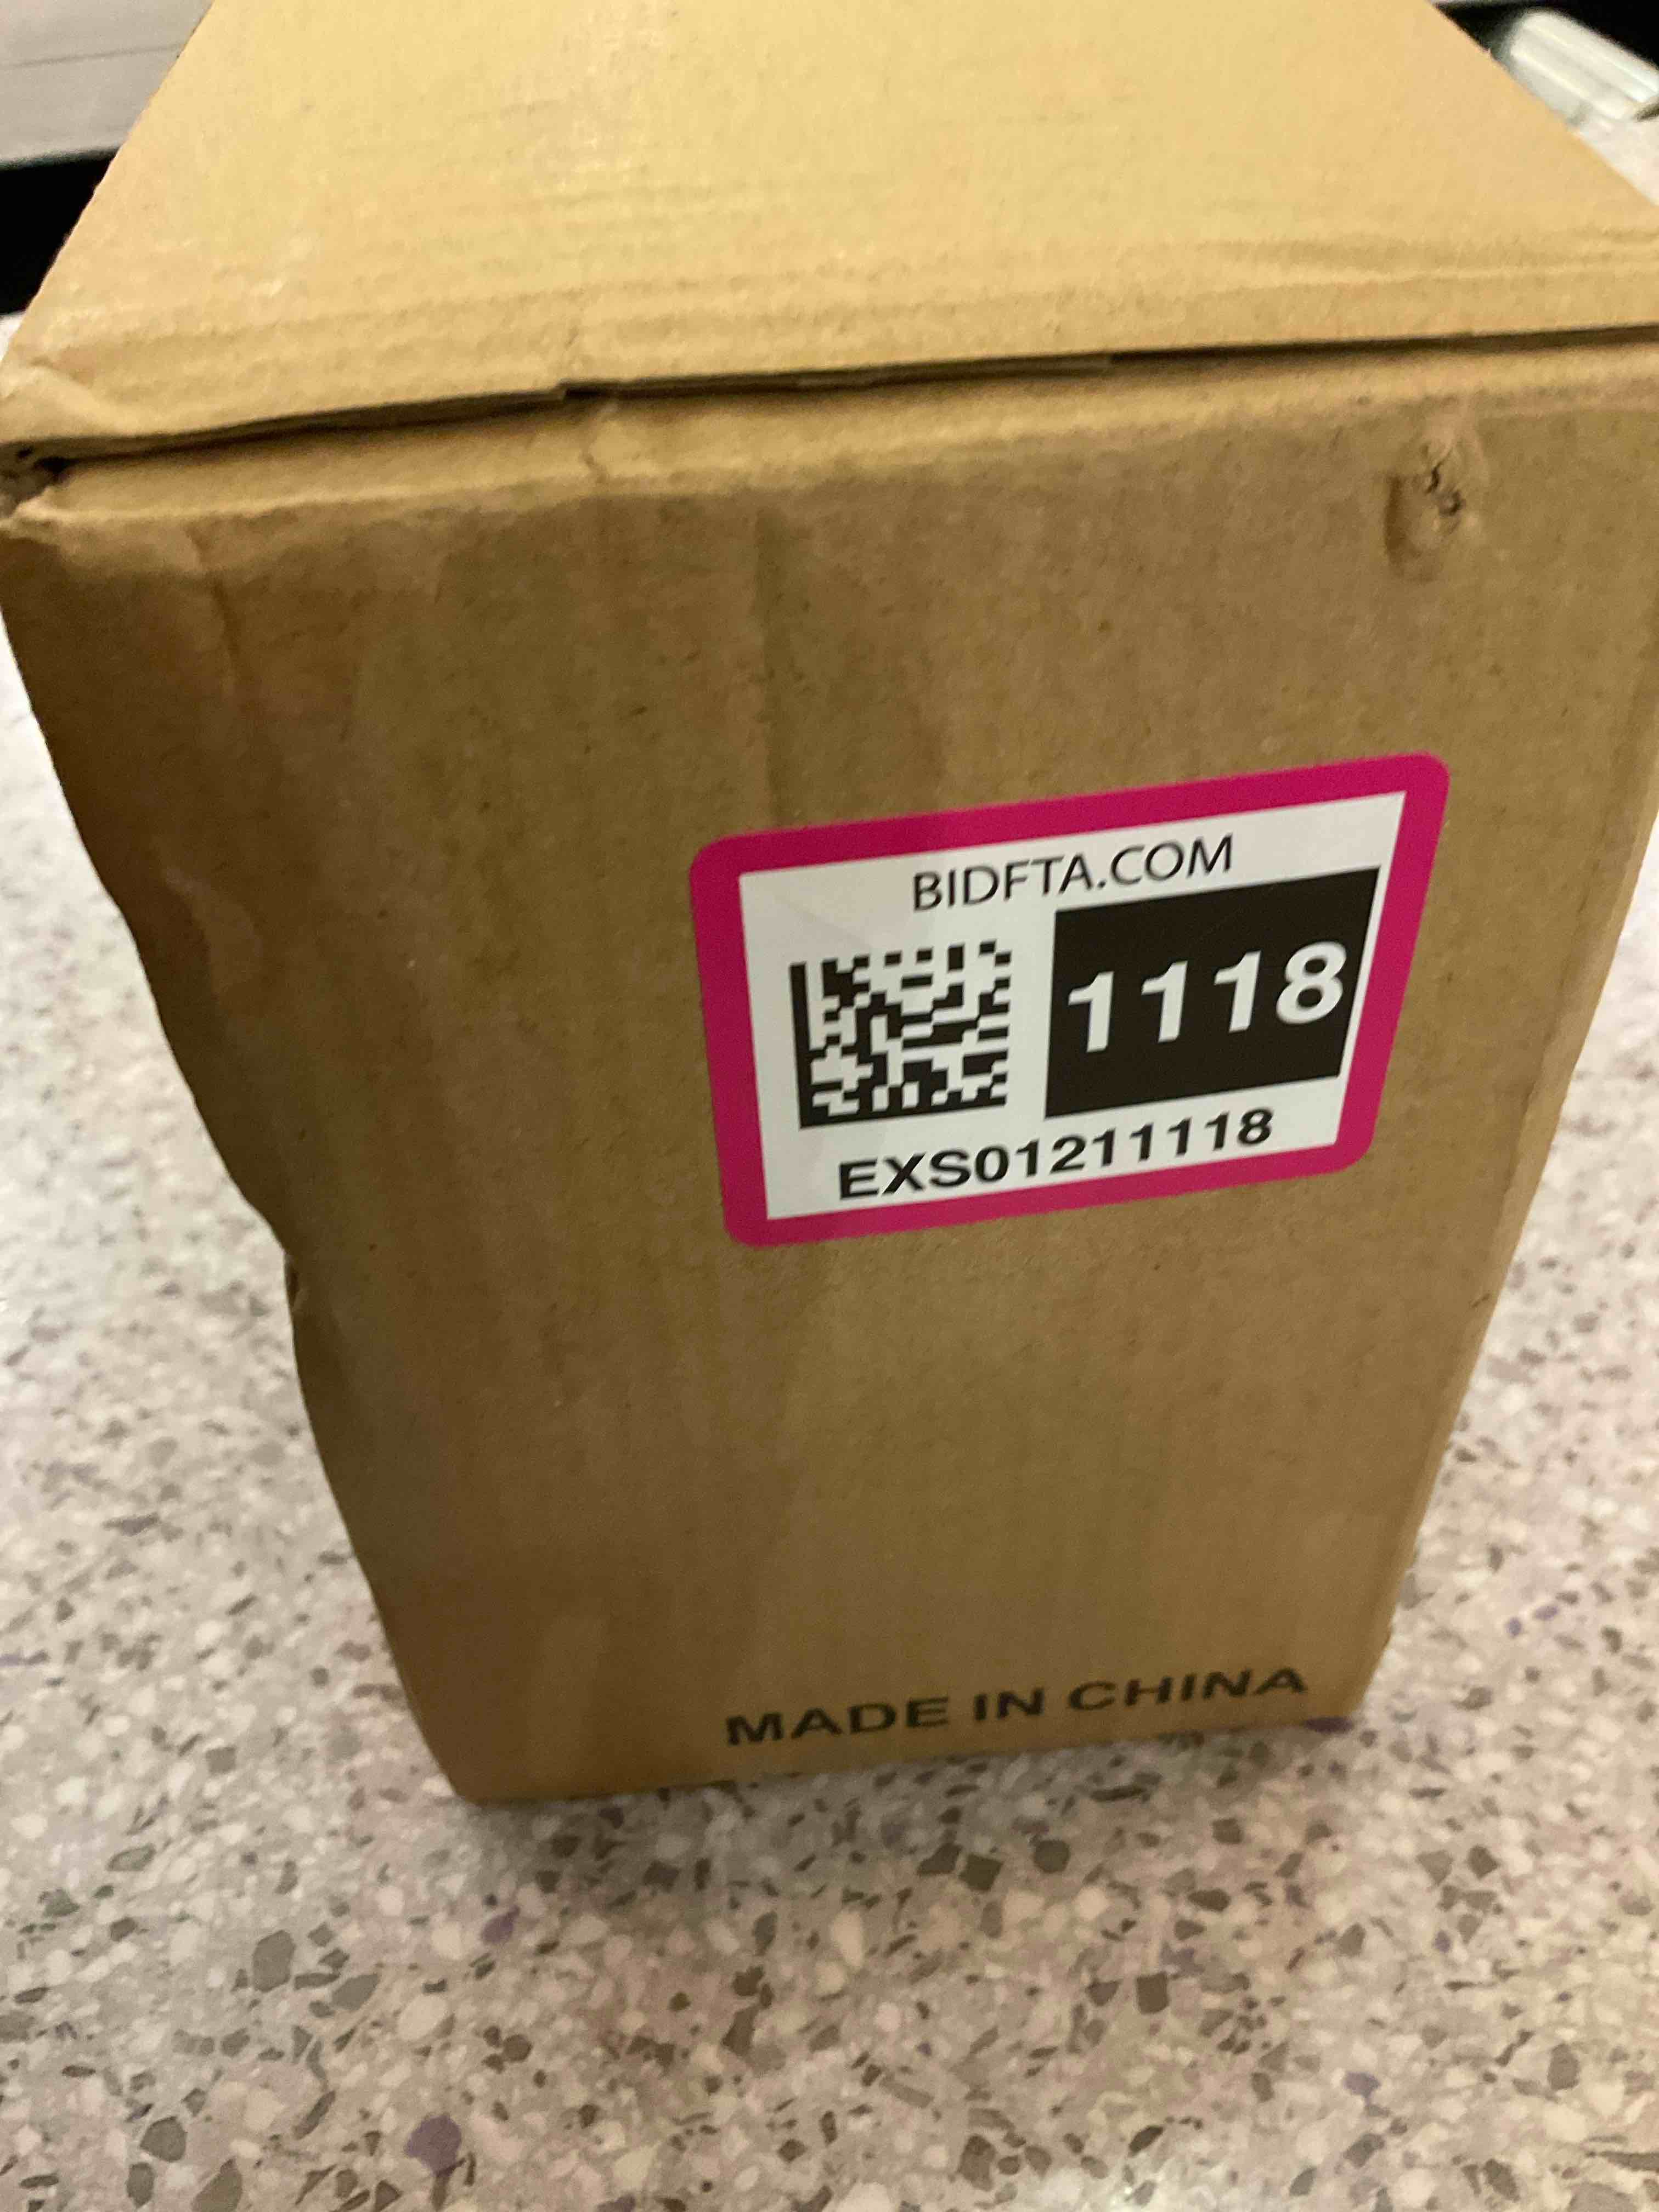 BIDFTA.COM
1118
EXS01211118
MADE IN CHINA